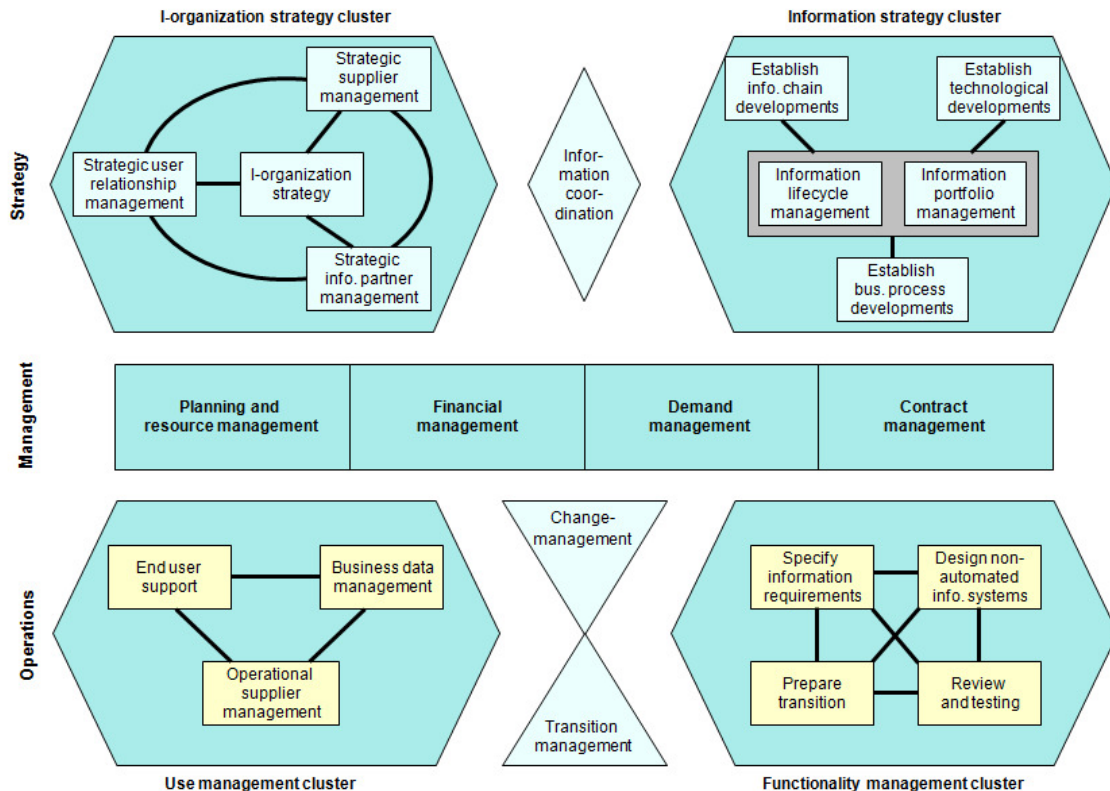 I-organization strategy cluster
Information strategy cluster
Strategy
Strategic
supplier
management
Strategic user
relationship
management
I-organization
strategy
Strategic
info. partner
management
Infor-
mation
coor-
dination
Establish
info. chain
developments
Establish
technological
developments
Information
lifecycle
management
Information
portfolio
management
Establish
bus. process
developments
Management
Planning and
resource management
Financial
management
Demand
management
Contract
management
Operations
End user
support
Business data
management
Operational
supplier
management
Change-
management
Transition
management
Specify
information
requirements
Design non-
automated
info. systems
Prepare
transition
Review
and testing
Use management cluster
Functionality management cluster